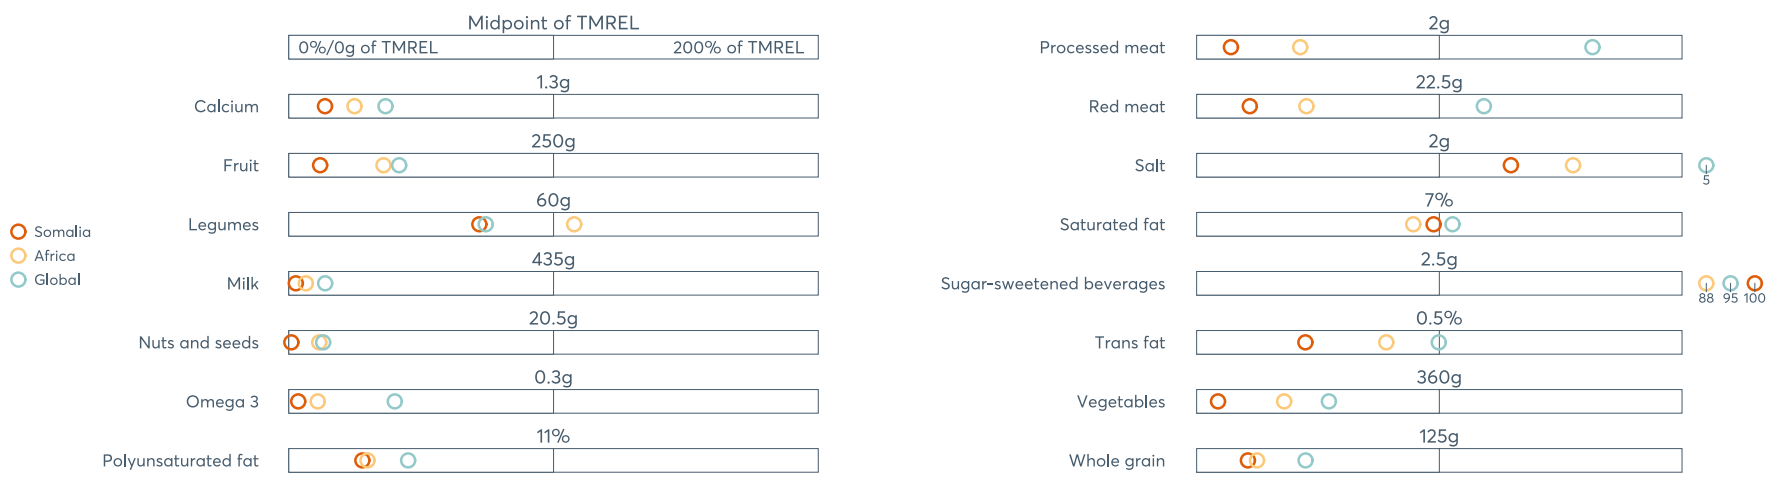 Midpoint of TMREL
0%/0g of TMREL 200% of TMREL
1.3g
Calcium
250g
Fruit
60g
Legumes
435g
Milk
20.5g
Nuts and seeds
0.3g
Omega 3
11%
Polyunsaturated fat
Somalia
Africa
Global
2g
Processed meat
22.5g
Red meat
2g
Salt
5
7%
Saturated fat
2.5g
Sugar-sweetened beverages
88 95 100
0.5%
Trans fat
360g
Vegetables
125g
Whole grain